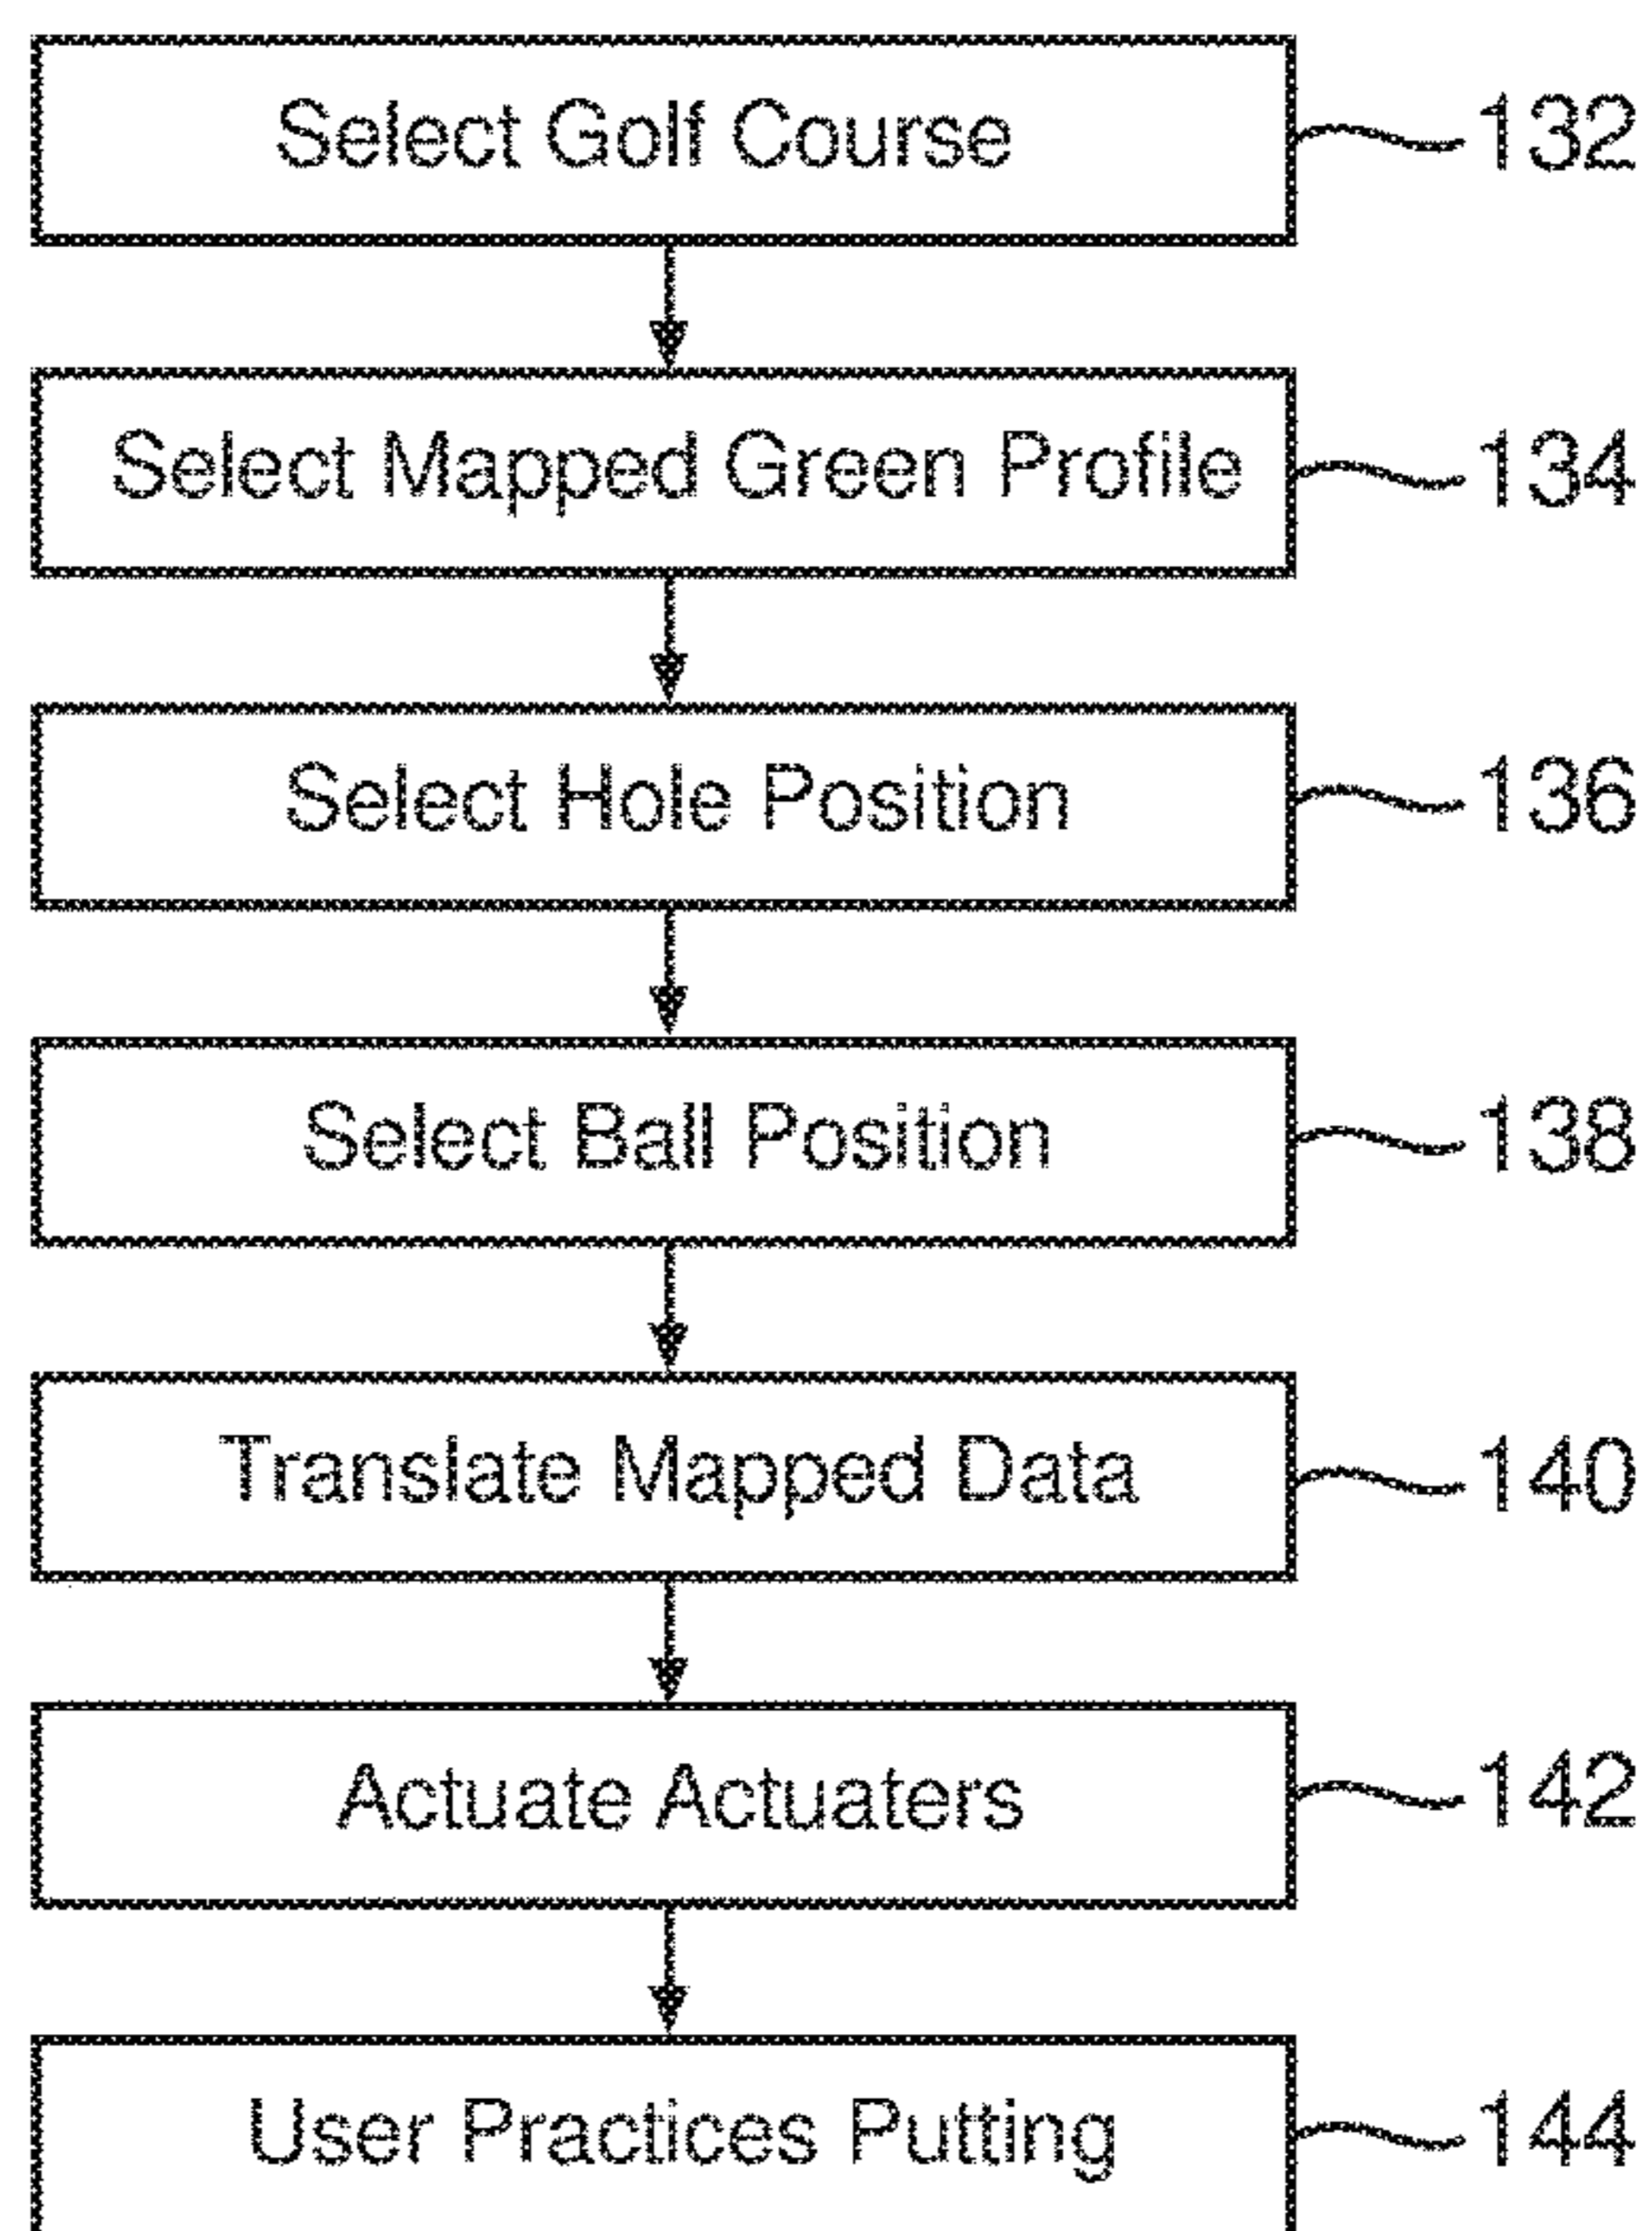 Select Golf Course 132
Select Mapped Green Profile 134
Select Hole Position 136
Select Ball Position 138
Translate Mapped Data 140
Actuate Actuaters 142
User Practices Putting 144